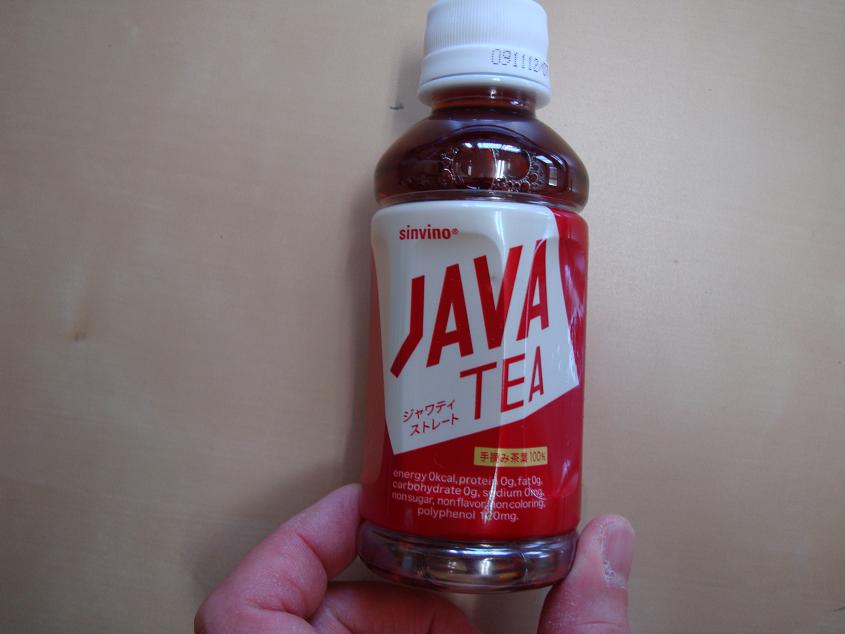 091112
sinvino®
JAVA
TEA
ジャワティ
ストレート
手摘み茶葉100%
energy 0kcal, protein 0g, fat 0g,
carbohydrate 0g, sodium 0mg,
non sugar, non flavor, non coloring,
polyphenol